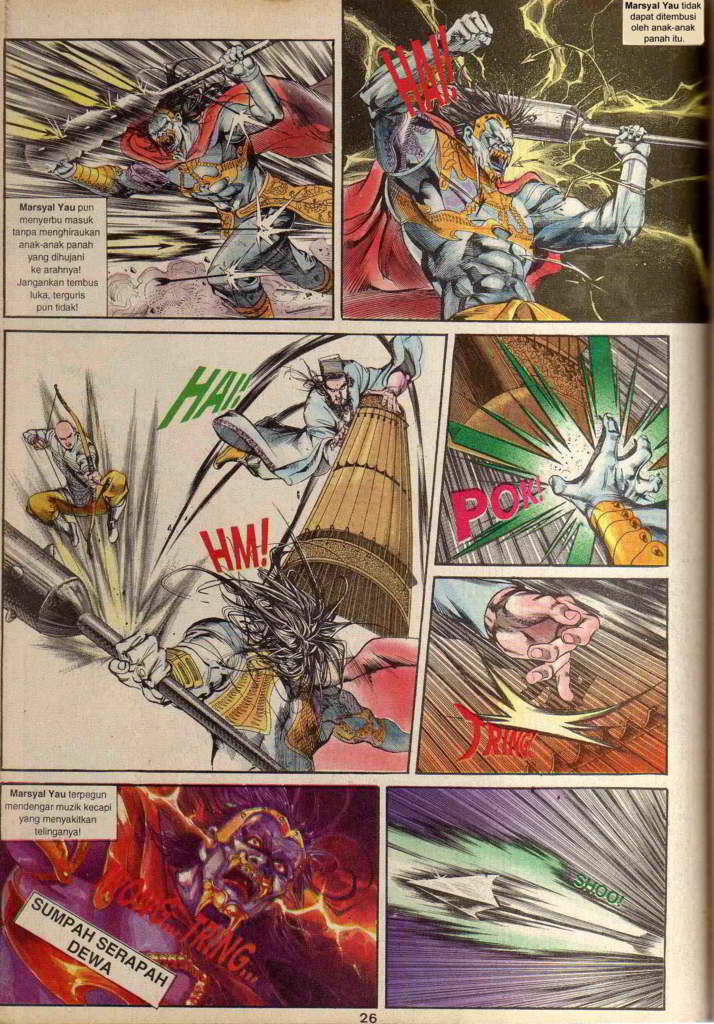 Marsyal Yau pun
menyerbu masuk
tanpa menghiraukan
anak-anak panah
yang dihujani
ke arahnya!
Jangankan tembus
luka, terguris
pun tidak!
HAI!
Marsyal Yau tidak
dapat ditembusi
oleh anak-anak
panah itu.
HAI!
HM!
POK!
TRING!
Marsyal Yau terpegun
mendengar muzik kecapi
yang menyakitkan
telinganya!
TRING...
SUMPAH SERAPAH
DEWA
SHOO!
26